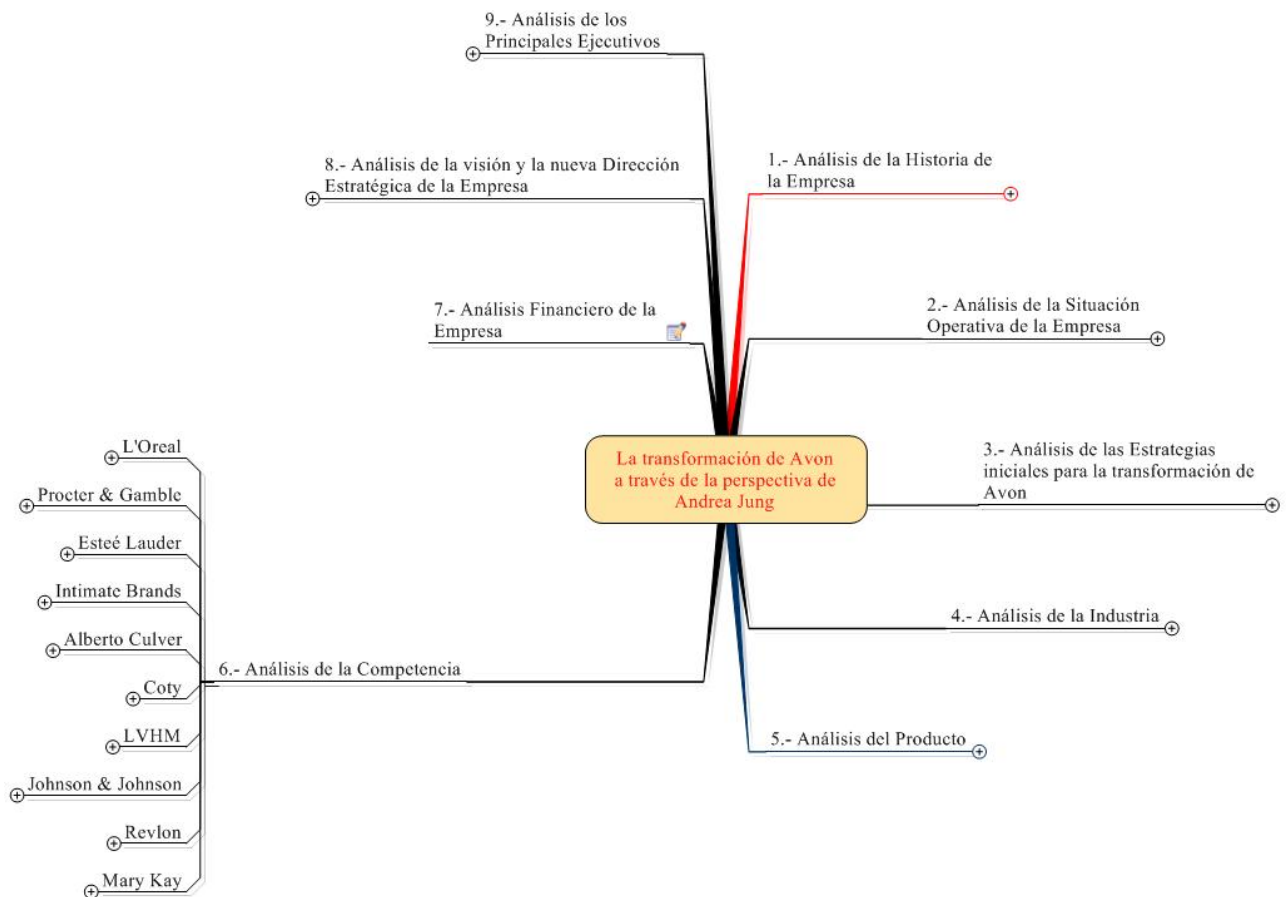 La transformación de Avon
a través de la perspectiva de
Andrea Jung
1.- Análisis de la Historia de
la Empresa
2.- Análisis de la Situación
Operativa de la Empresa
3.- Análisis de las Estrategias
iniciales para la transformación de
Avon
4.- Análisis de la Industria
5.- Análisis del Producto
6.- Análisis de la Competencia
L'Oreal
Procter & Gamble
Esteé Lauder
Intimate Brands
Alberto Culver
Coty
LVHM
Johnson & Johnson
Revlon
Mary Kay
7.- Análisis Financiero de la
Empresa
8.- Análisis de la visión y la nueva Dirección
Estratégica de la Empresa
9.- Análisis de los
Principales Ejecutivos